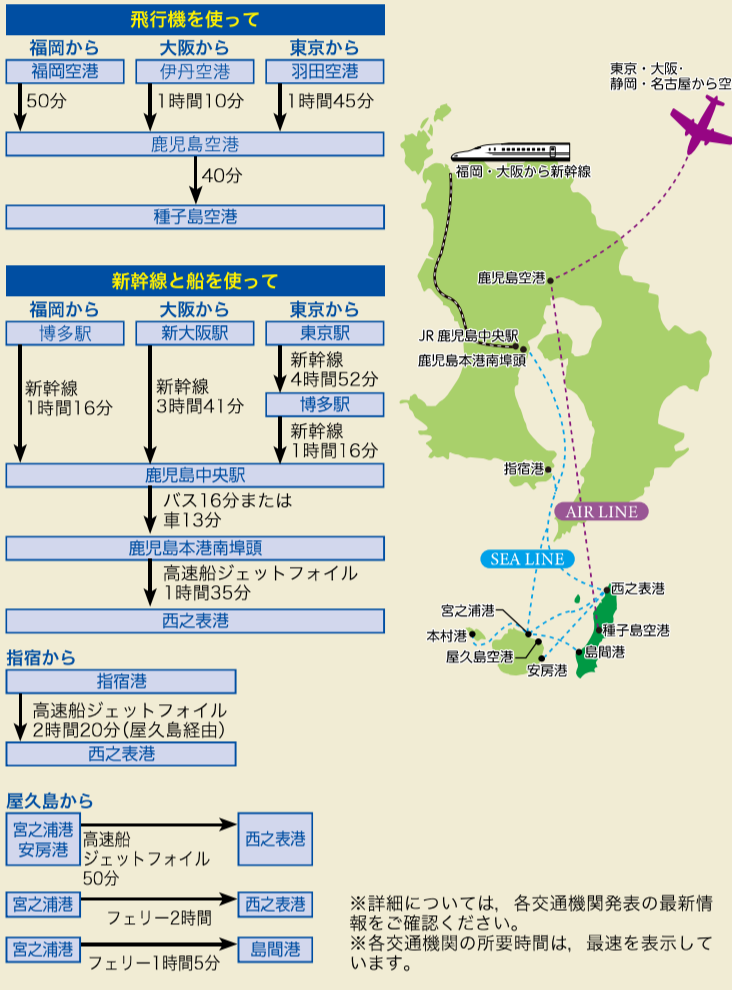 飛行機を使って
福岡から
大阪から
東京から
福岡空港
伊丹空港
羽田空港
50分
1時間10分
1時間45分
鹿児島空港
40分
種子島空港
新幹線と船を使って
福岡から
大阪から
東京から
博多駅
新大阪駅
東京駅
新幹線
1時間16分
新幹線
3時間41分
新幹線
4時間52分
博多駅
新幹線
1時間16分
鹿児島中央駅
バス16分または
車13分
鹿児島本港南埠頭
高速船ジェットフォイル
1時間35分
西之表港
指宿から
指宿港
高速船ジェットフォイル
2時間20分(屋久島経由)
西之表港
屋久島から
宮之浦港
安房港
高速船
ジェットフォイル
50分
西之表港
宮之浦港
フェリー2時間
西之表港
宮之浦港
フェリー1時間5分
島間港
東京・大阪・
静岡・名古屋から空
福岡・大阪から新幹線
鹿児島空港
JR 鹿児島中央駅
鹿児島本港南埠頭
指宿港
AIR LINE
SEA LINE
西之表港
宮之浦港
本村港
種子島空港
屋久島空港
島間港
安房港
※詳細については，各交通機関発表の最新情
報をご確認ください。
※各交通機関の所要時間は，最速を表示して
います。